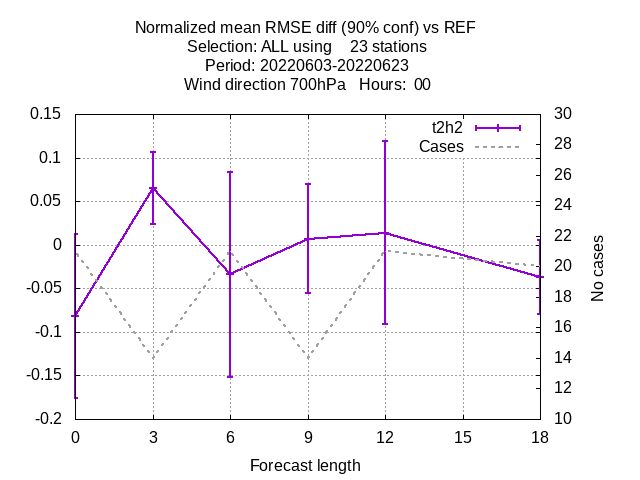 Normalized mean RMSE diff (90% conf) vs REF
Selection: ALL using    23 stations
Period: 20220603-20220623
Wind direction 700hPa   Hours:  00
t2h2
Cases
0.15
0.1
0.05
0
-0.05
-0.1
-0.15
-0.2
30
28
26
24
22
20
18
16
14
12
10
No cases
0 3 6 9 12 15 18
Forecast length